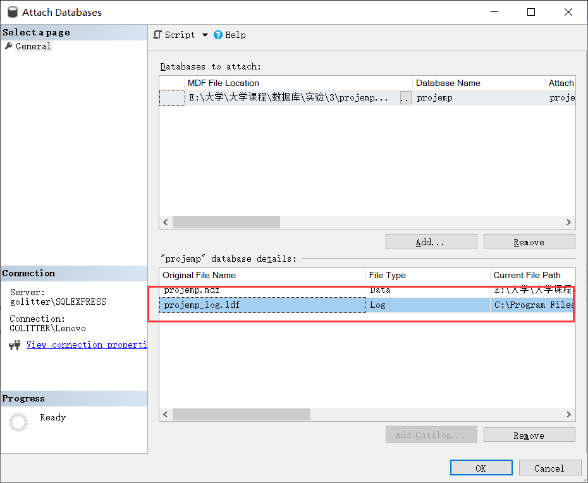 Attach Databases
Select a page
General
Script
Help
Databases to attach:
MDF File Location Database Name Attach
E:\大学\大学课程\数据库\实验\3\projemp... .. projemp proje
Add... Remove
"projemp" database details:
Original File Name File Type Current File Path
projemp.mdf Data E:\大学\大学课程
projemp_log.ldf Log C:\Program Files
Add Catalog... Remove
Connection
Server:
golitter\SQLEXPRESS
Connection:
GOLITTER\Lenovo
View connection properti
Progress
Ready
OK Cancel